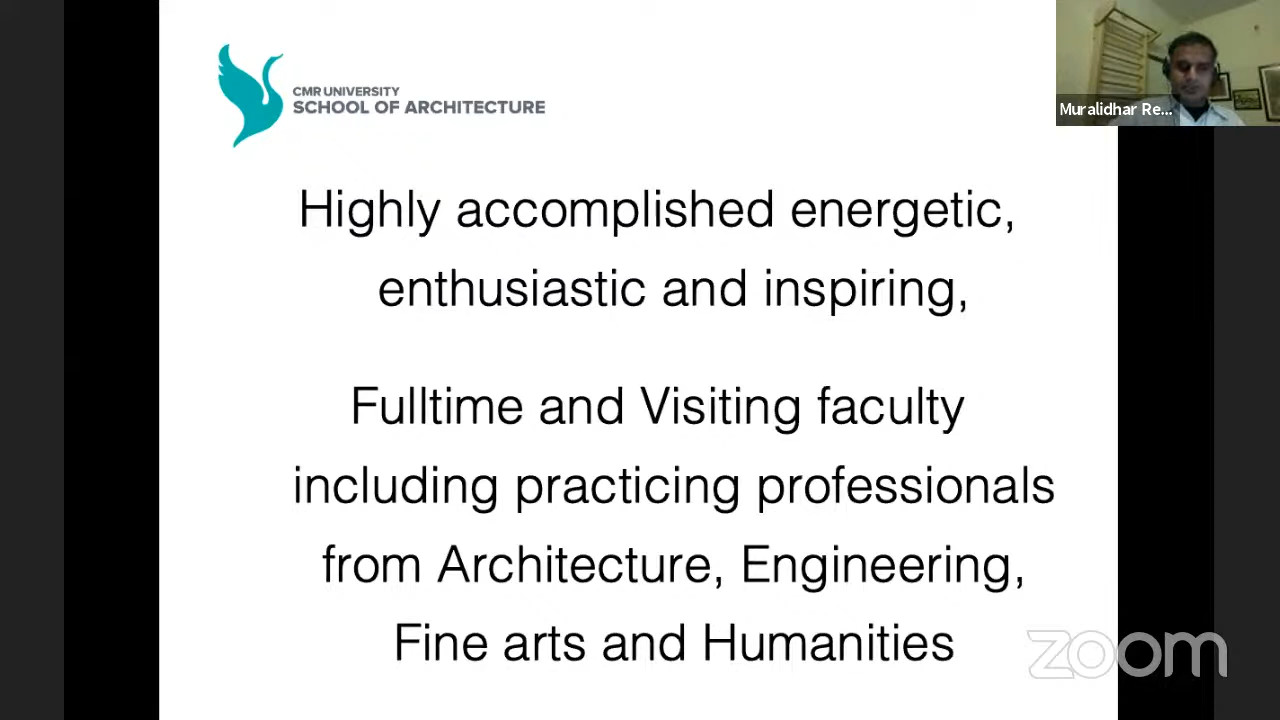 CMR UNIVERSITY
SCHOOL OF ARCHITECTURE
Muralidhar Re...
Highly accomplished energetic,
enthusiastic and inspiring,
Fulltime and Visiting faculty
including practicing professionals
from Architecture, Engineering,
Fine arts and Humanities
zoom